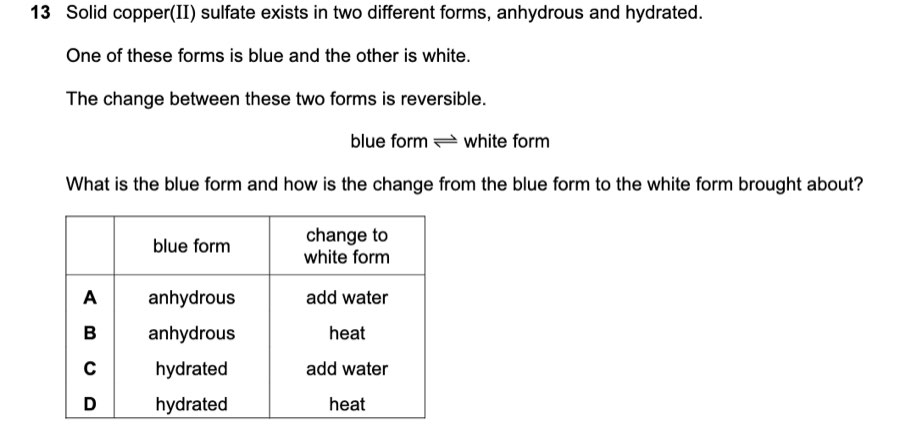 13 Solid copper(II) sulfate exists in two different forms, anhydrous and hydrated.
One of these forms is blue and the other is white.
The change between these two forms is reversible.
blue form ⇌ white form
What is the blue form and how is the change from the blue form to the white form brought about?
blue form change to
white form
A anhydrous add water
B anhydrous heat
C hydrated add water
D hydrated heat